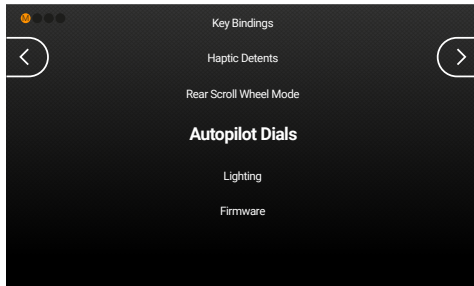 M
Key Bindings
Haptic Detents
Rear Scroll Wheel Mode
Autopilot Dials
Lighting
Firmware